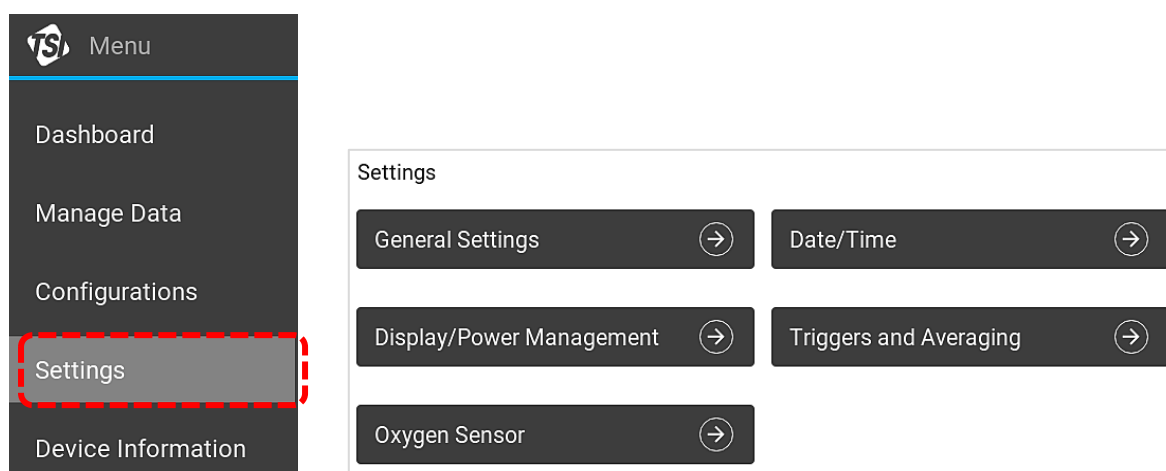 TSI Menu
Dashboard
Manage Data
Configurations
Settings
Device Information
Settings
General Settings
Date/Time
Display/Power Management
Triggers and Averaging
Oxygen Sensor